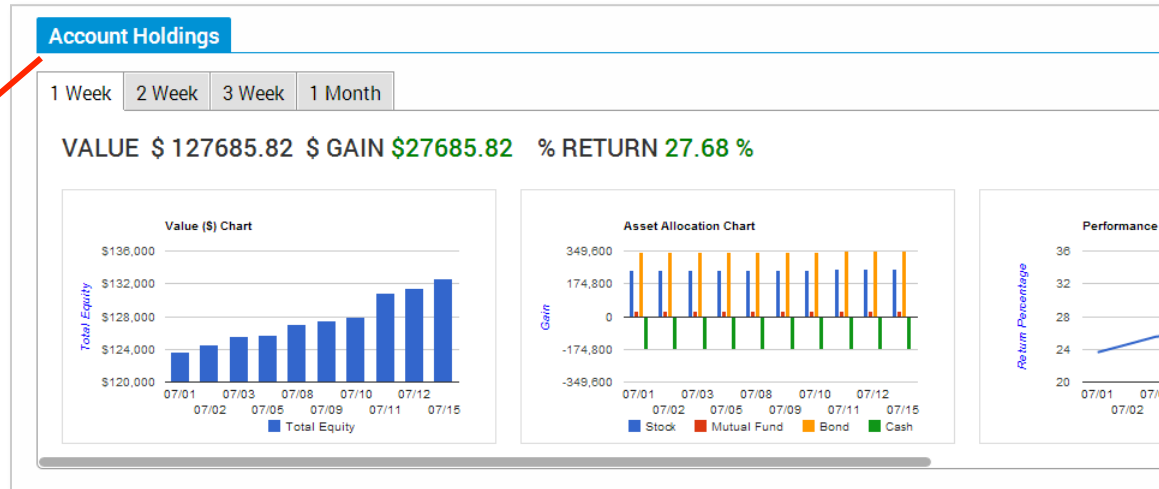 Account Holdings
1 Week 2 Week 3 Week 1 Month
VALUE $ 127685.82 $ GAIN $27685.82 % RETURN 27.68 %
Value ($) Chart
Total Equity
$136,000
$132,000
$128,000
$124,000
$120,000
07/01 07/03 07/08 07/10 07/12
07/02 07/05 07/09 07/11 07/15
Total Equity
Asset Allocation Chart
Gain
349,600
174,800
0
-174,800
-349,600
07/01 07/03 07/08 07/10 07/12
07/02 07/05 07/09 07/11 07/15
Stock Mutual Fund Bond Cash
Performance
Return Percentage
36
32
28
24
20
07/01
07/02